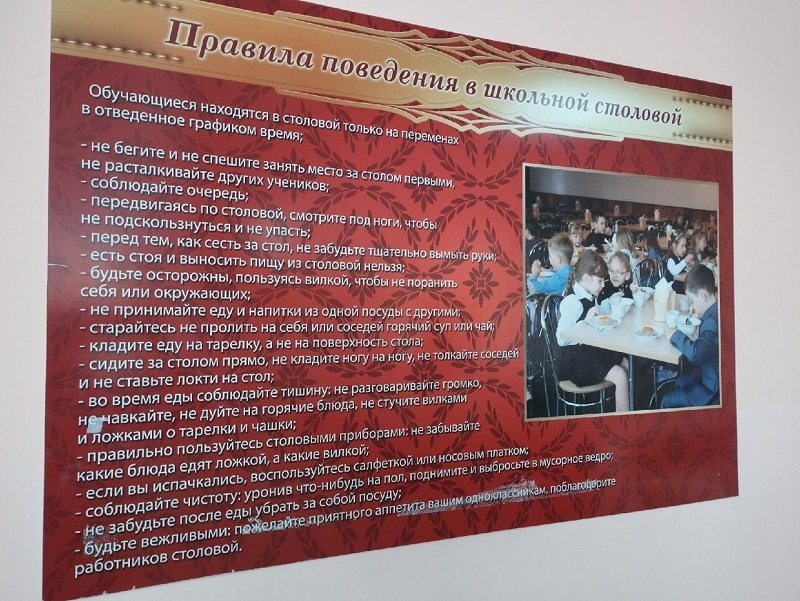 Правила поведения в школьной столовой
Обучающиеся находятся в столовой только на переменах
в отведенное графиком время;
- не бегите и не спешите занять место за столом первыми,
не расталкивайте других учеников;
- соблюдайте очередь;
- передвигаясь по столовой, смотрите под ноги, чтобы
не подскользнуться и не упасть;
- перед тем, как сесть за стол, не забудьте тщательно вымыть руки;
- есть стоя и выносить пищу из столовой нельзя;
- будьте осторожны, пользуясь вилкой, чтобы не поранить
себя или окружающих;
- не принимайте еду и напитки из одной посуды с другими;
- старайтесь не пролить на себя или соседей горячий суп или чай;
- кладите еду на тарелку, а не на поверхность стола;
- сидите за столом прямо, не кладите ногу на ногу, не толкайте соседей
и не ставьте локти на стол;
- во время еды соблюдайте тишину: не разговаривайте громко,
не чавкайте, не дуйте на горячие блюда, не стучите вилками
и ложками о тарелки и чашки;
- правильно пользуйтесь столовыми приборами: не забывайте
какие блюда едят ложкой, а какие вилкой;
- если вы испачкались, воспользуйтесь салфеткой или носовым платком;
- соблюдайте чистоту: уронив что-нибудь на пол, поднимите и выбросьте в мусорное ведро;
- не забудьте после еды убрать за собой посуду;
- будьте вежливыми: пожелайте приятного аппетита вашим одноклассникам, поблагодарите
работников столовой.